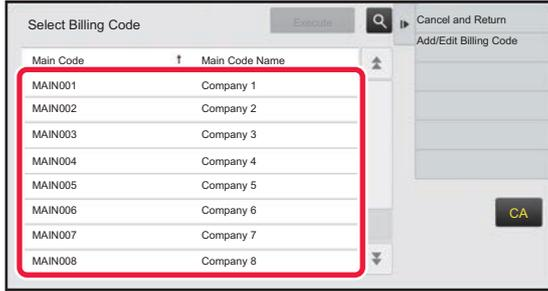 Select Billing Code
Execute
Cancel and Return
Add/Edit Billing Code
Main Code ↑ Main Code Name
MAIN001 Company 1
MAIN002 Company 2
MAIN003 Company 3
MAIN004 Company 4
MAIN005 Company 5
MAIN006 Company 6
MAIN007 Company 7
MAIN008 Company 8
CA